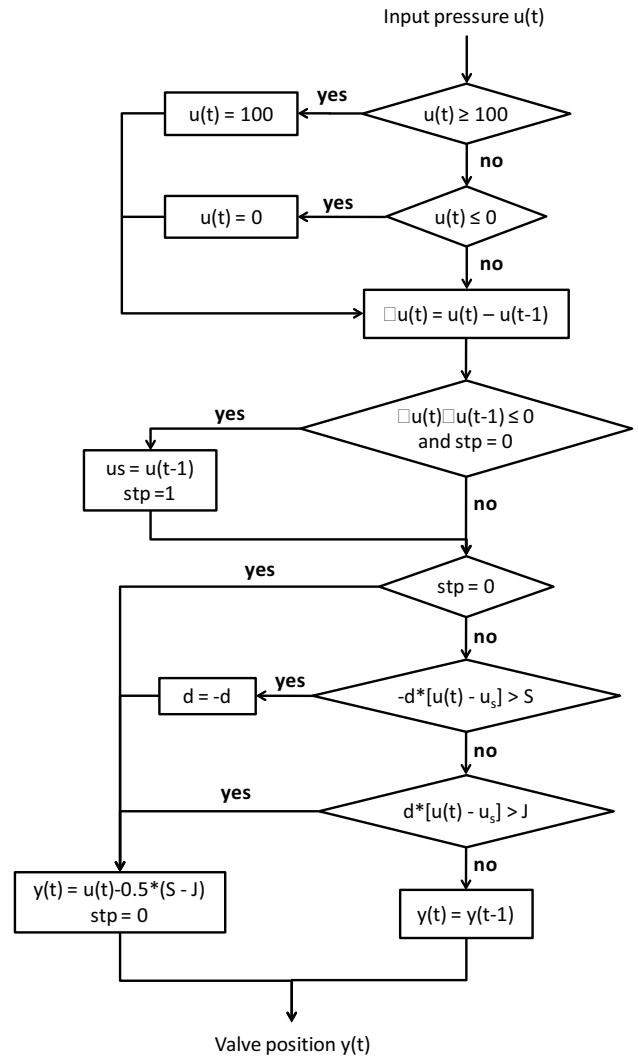 Input pressure u(t)
yes
u(t) = 100
u(t) ≥ 100
no
yes
u(t) = 0
u(t) ≤ 0
no
□u(t) = u(t) – u(t-1)
yes
□u(t)□u(t-1) ≤ 0
and stp = 0
us = u(t-1)
stp =1
no
yes
stp = 0
no
yes
d = -d
-d*[u(t) - uₛ] > S
no
yes
d*[u(t) - uₛ] > J
no
y(t) = u(t)-0.5*(S - J)
stp = 0
y(t) = y(t-1)
Valve position y(t)